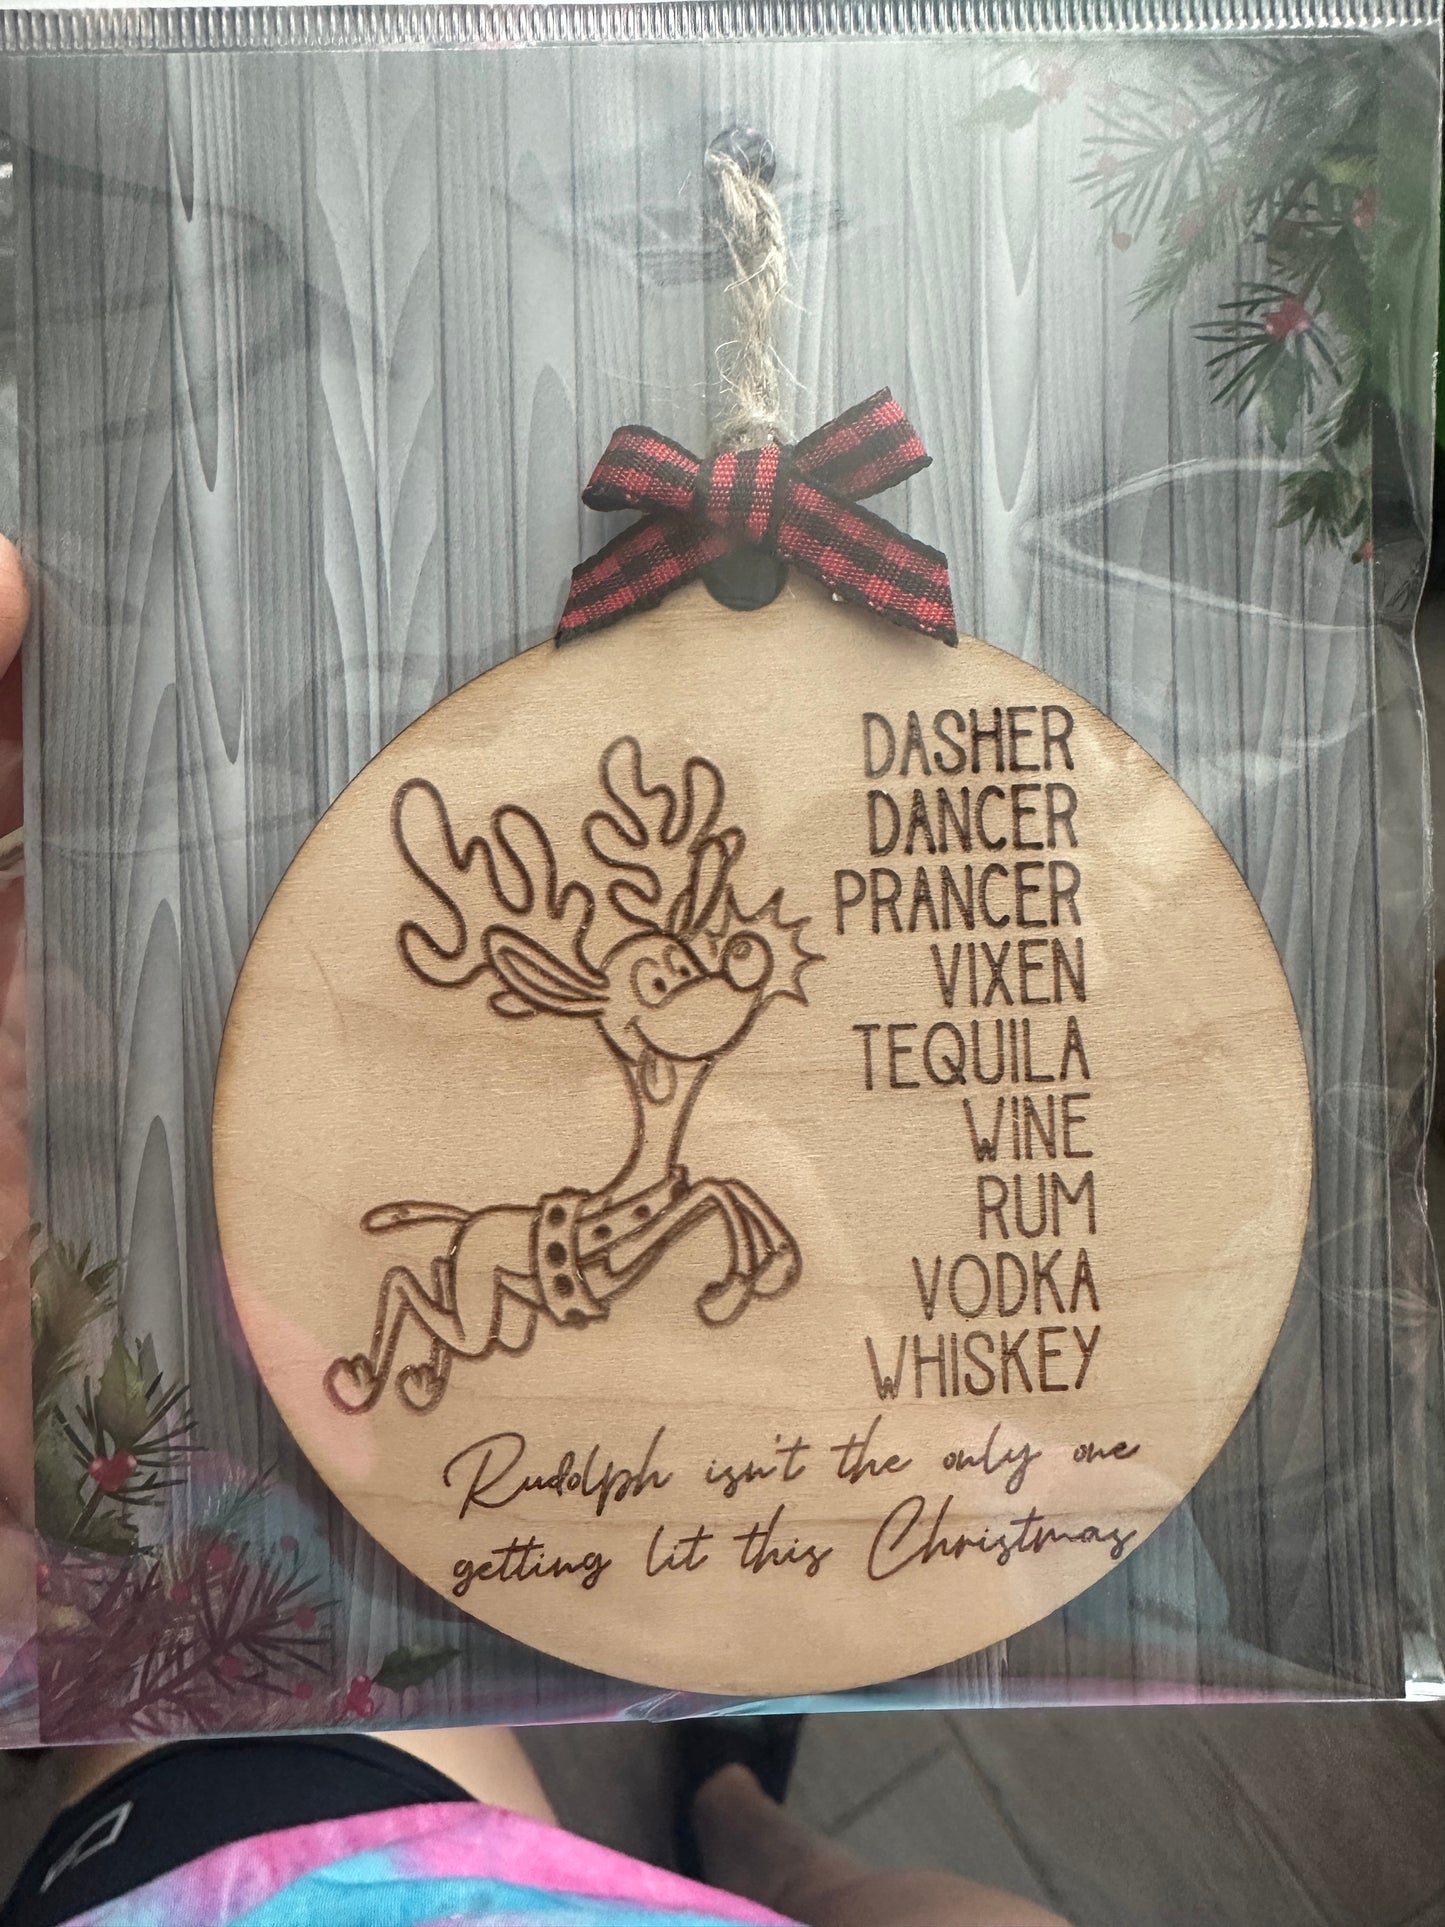 DASHER
DANCER
PRANCER
VIXEN
TEQUILA
WINE
RUM
VODKA
WHISKEY
Rudolph isn't the only one
getting lit this Christmas